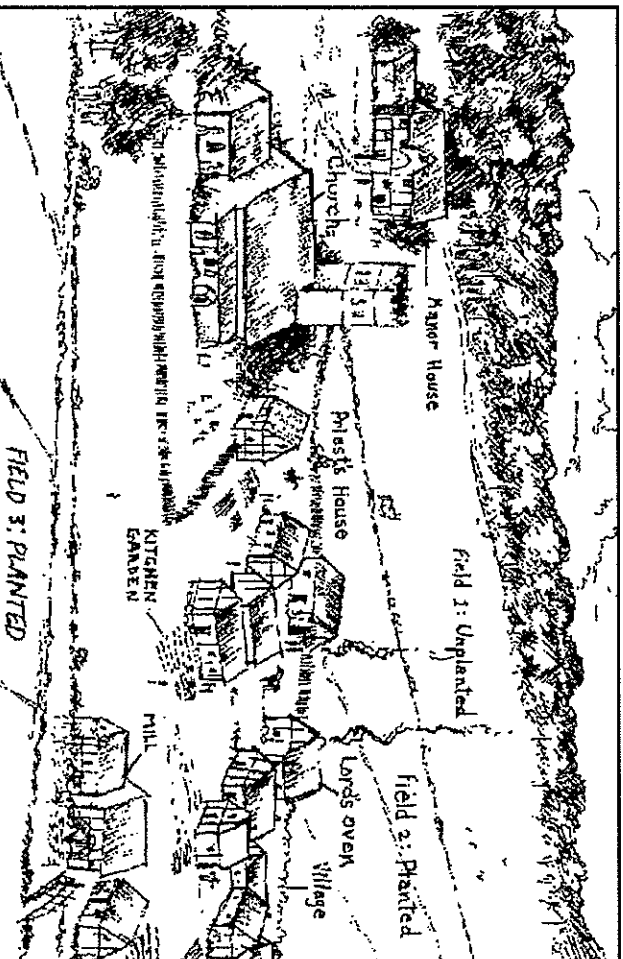 Manor House
Church
Field 1: Unplanted
Priest's House
Field 2: Planted
Lord's oven
Village
KITCHEN
GARDEN
MILL
FIELD 3: PLANTED